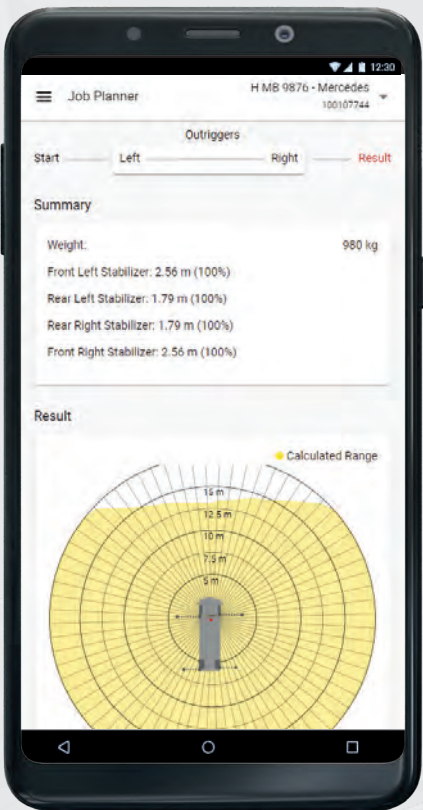 12:30
Job Planner
H MB 9876 - Mercedes
100107744
Outriggers
Start Left Right Result
Summary
Weight: 980 kg
Front Left Stabilizer: 2.56 m (100%)
Rear Left Stabilizer: 1.79 m (100%)
Rear Right Stabilizer: 1.79 m (100%)
Front Right Stabilizer: 2.56 m (100%)
Result
Calculated Range
15 m
12.5 m
10 m
7.5 m
5 m